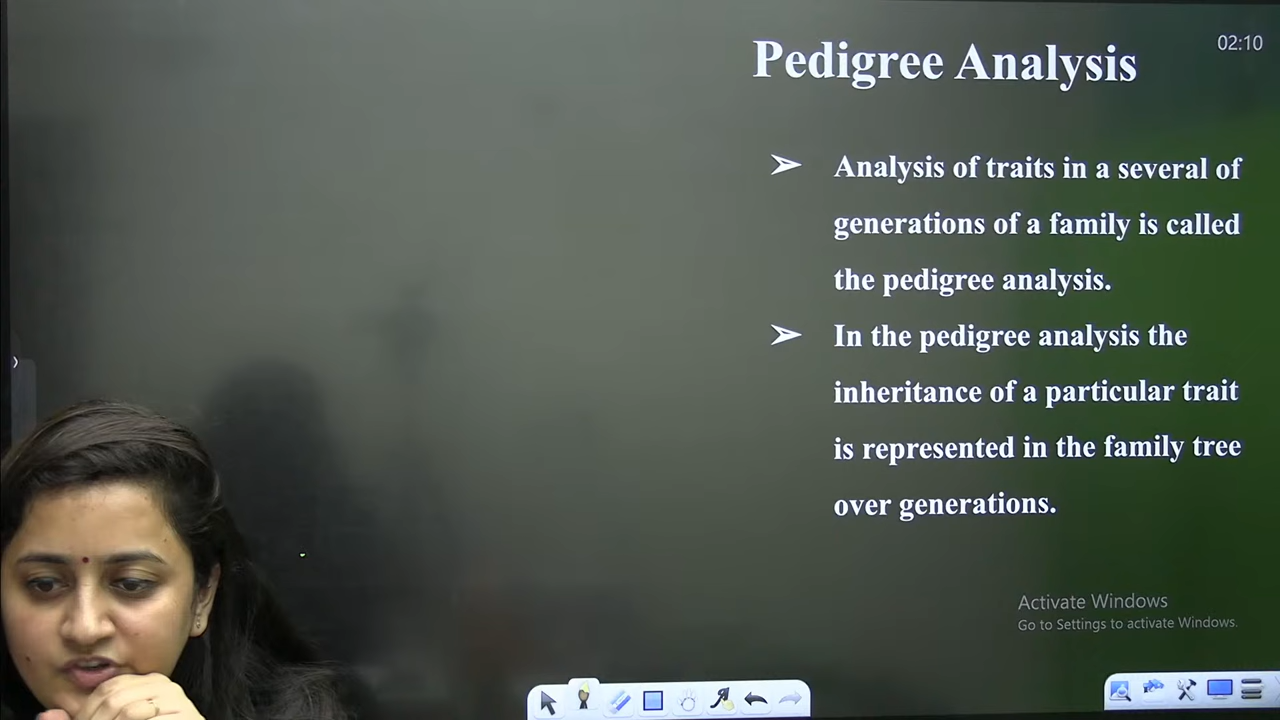 Pedigree Analysis
02:10
➢ Analysis of traits in a several of
generations of a family is called
the pedigree analysis.
➢ In the pedigree analysis the
inheritance of a particular trait
is represented in the family tree
over generations.
Activate Windows
Go to Settings to activate Windows.